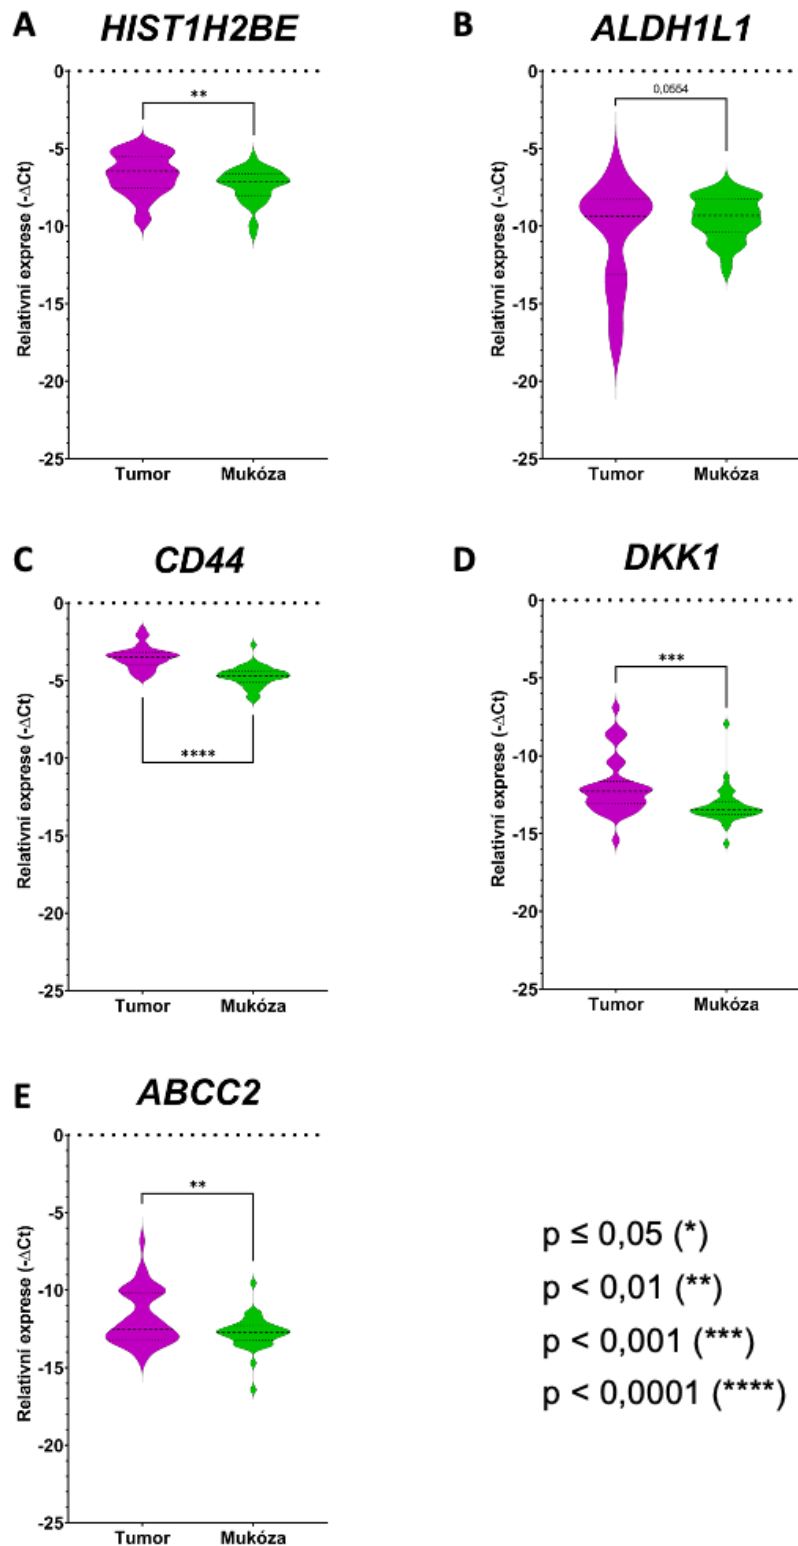 A HIST1H2BE
0
-5
-10
-15
-20
-25
Relativní exprese (-ΔCt)
**
Tumor Mukóza
B ALDH1L1
0
-5
-10
-15
-20
-25
Relativní exprese (-ΔCt)
0,0554
Tumor Mukóza
C CD44
0
-5
-10
-15
-20
-25
Relativní exprese (-ΔCt)
****
Tumor Mukóza
D DKK1
0
-5
-10
-15
-20
-25
Relativní exprese (-ΔCt)
***
Tumor Mukóza
E ABCC2
0
-5
-10
-15
-20
-25
Relativní exprese (-ΔCt)
**
Tumor Mukóza
p ≤ 0,05 (*)
p < 0,01 (**)
p < 0,001 (***)
p < 0,0001 (****)